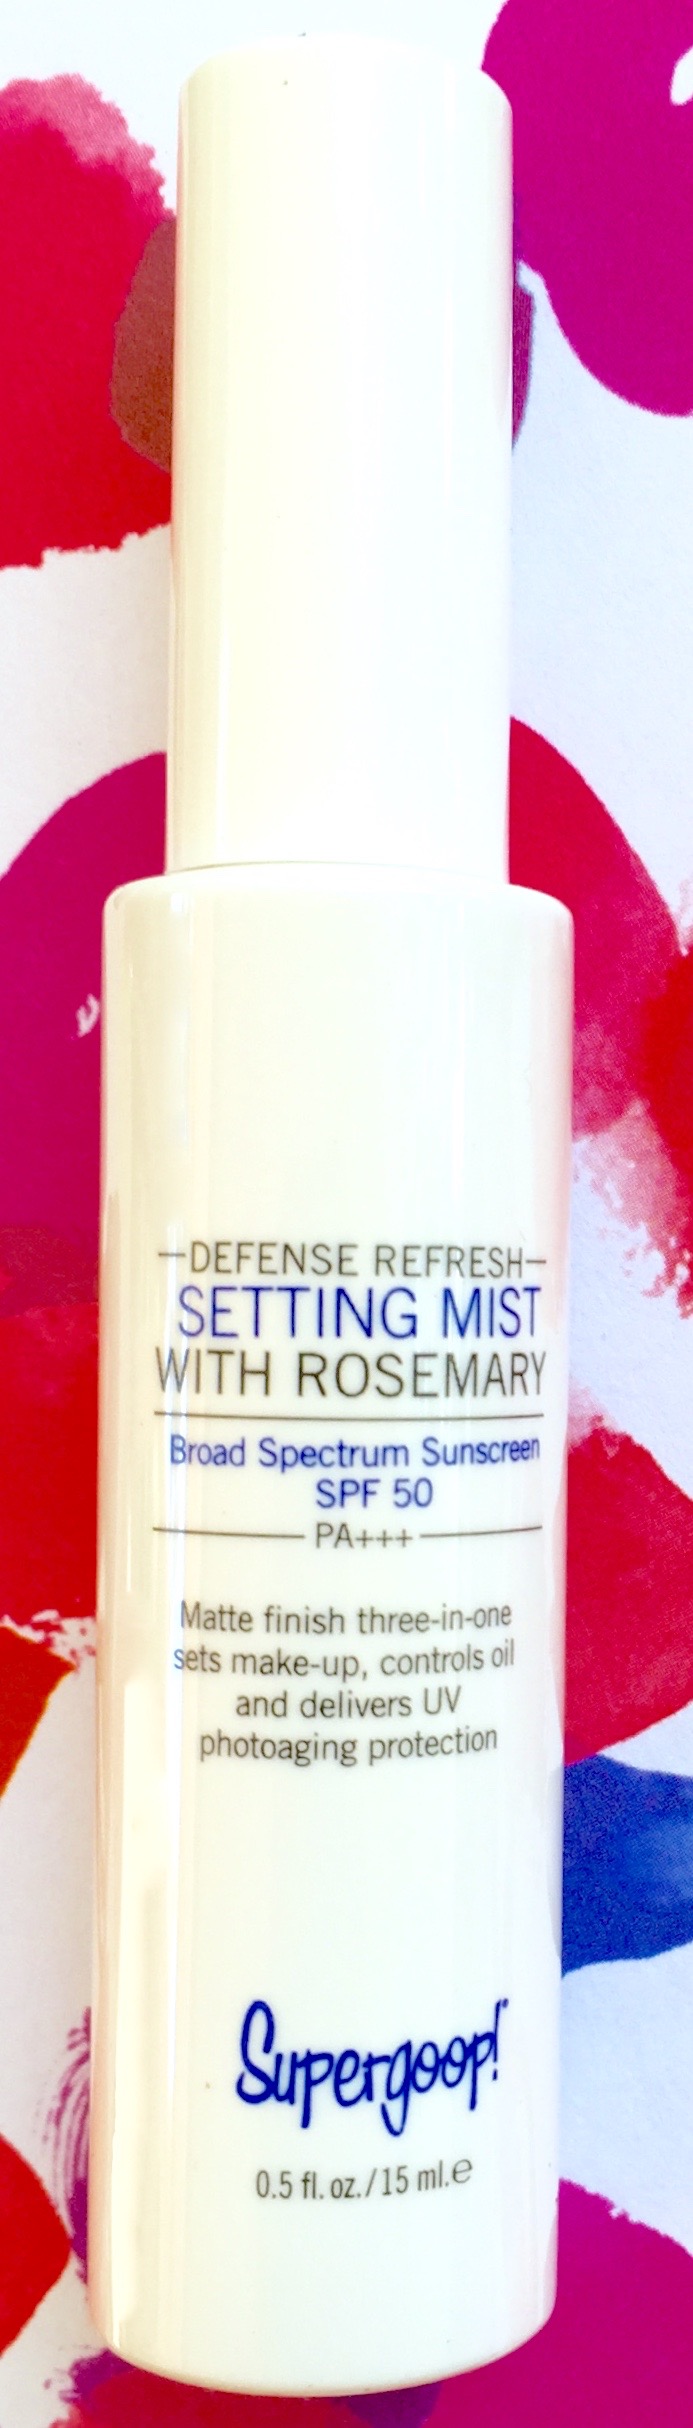 —DEFENSE REFRESH—
SETTING MIST
WITH ROSEMARY
Broad Spectrum Sunscreen
SPF 50
PA+++
Matte finish three-in-one
sets make-up, controls oil
and delivers UV
photoaging protection
Supergoop!
0.5 fl. oz./15 ml.℮